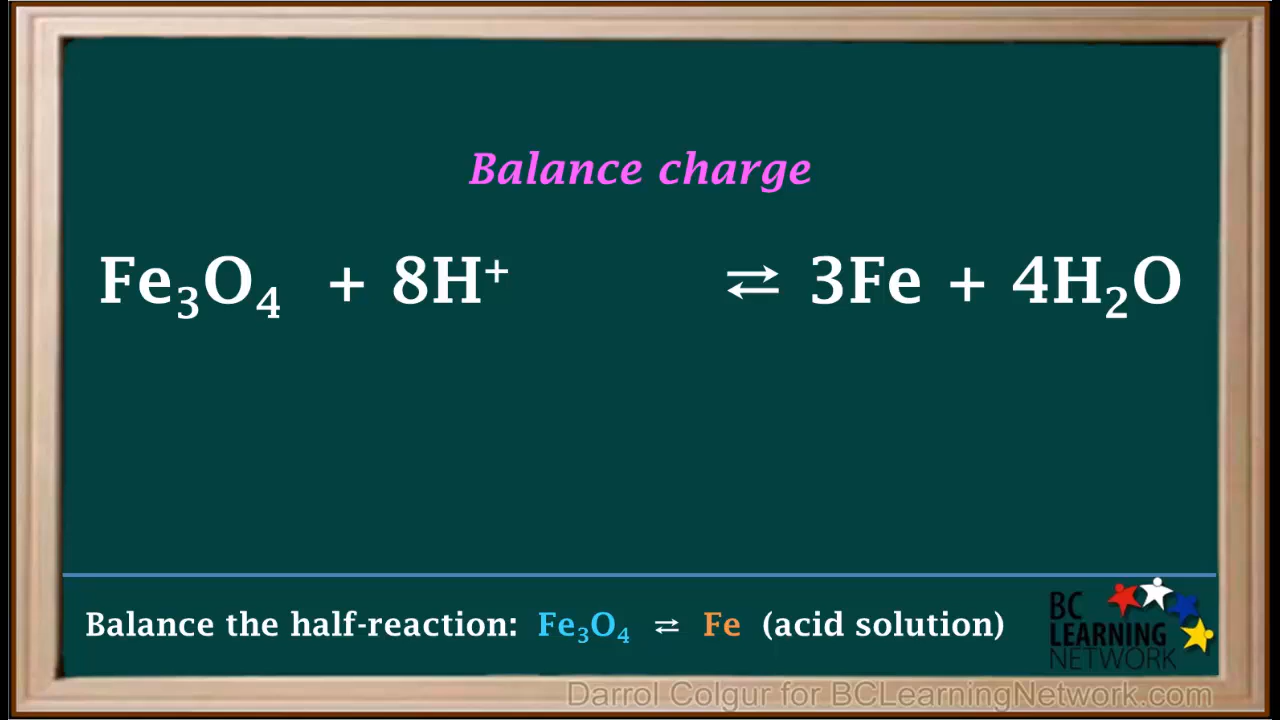 Balance charge
Fe₃O₄ + 8H⁺ ⇌ 3Fe + 4H₂O
Balance the half-reaction: Fe₃O₄ ⇌ Fe (acid solution)
BC
LEARNING
NETWORK
Darrol Colgur for BCLearningNetwork.com